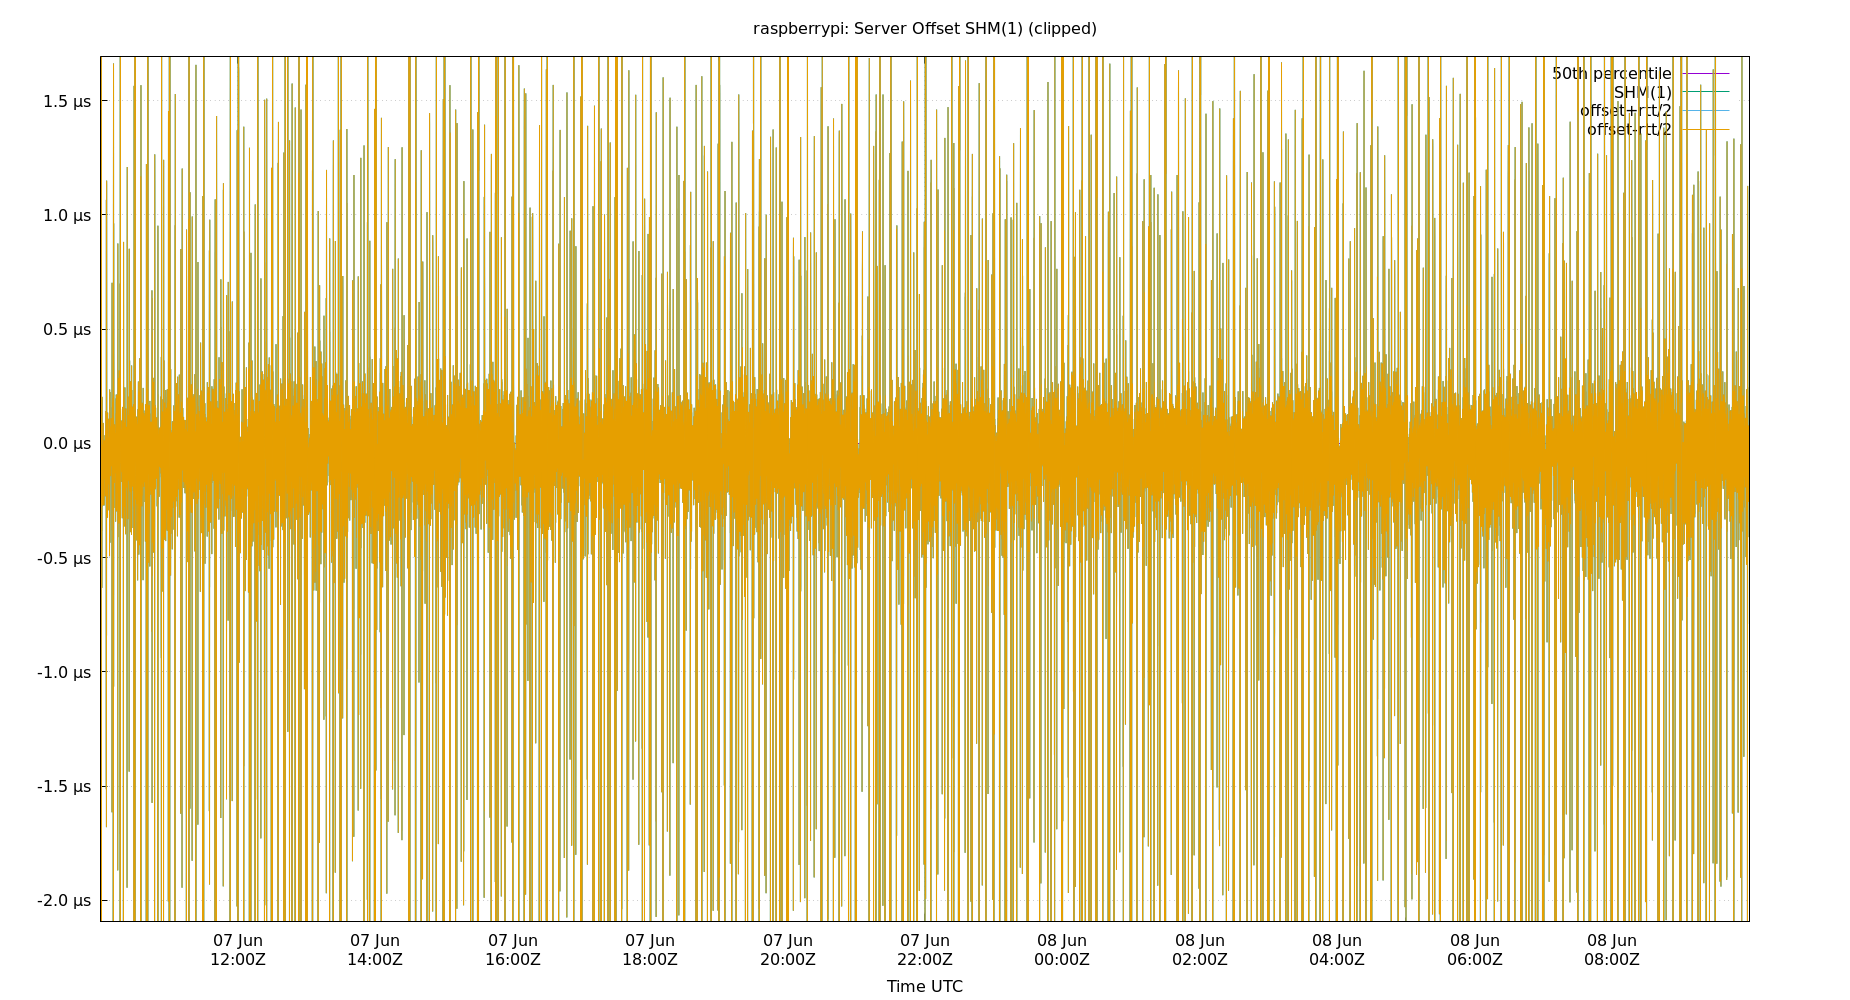 raspberrypi: Server Offset SHM(1) (clipped)
50th percentile
SHM(1)
offset+rtt/2
offset-rtt/2
1.5 µs
1.0 µs
0.5 µs
0.0 µs
-0.5 µs
-1.0 µs
-1.5 µs
-2.0 µs
07 Jun 07 Jun 07 Jun 07 Jun 07 Jun 07 Jun 08 Jun 08 Jun 08 Jun 08 Jun 08 Jun
12:00Z 14:00Z 16:00Z 18:00Z 20:00Z 22:00Z 00:00Z 02:00Z 04:00Z 06:00Z 08:00Z
Time UTC